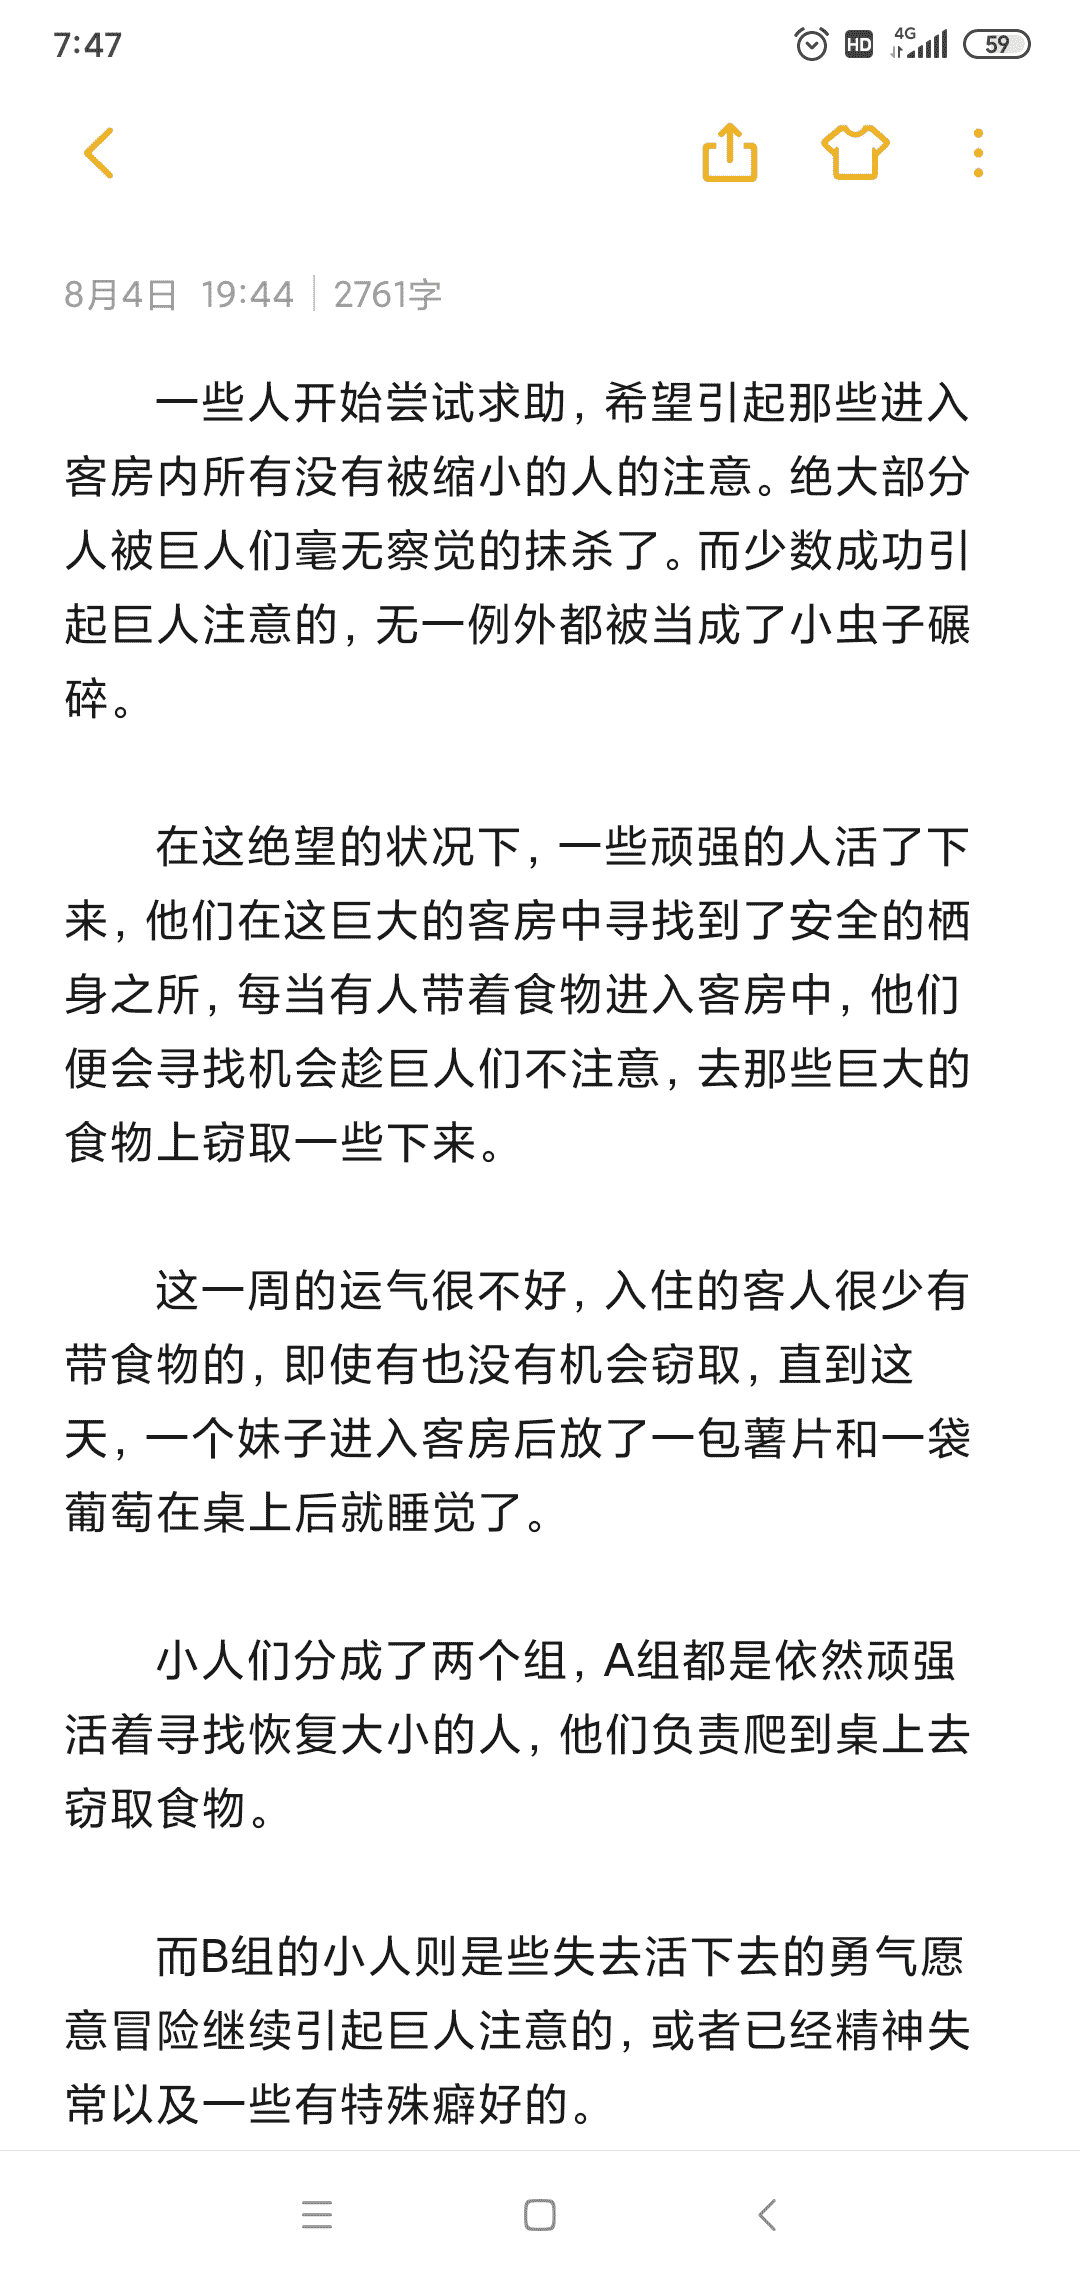 7:47
HD 4G 59
8月4日 19:44 | 2761字
一些人开始尝试求助，希望引起那些进入
客房内所有没有被缩小的人的注意。绝大部分
人被巨人们毫无察觉的抹杀了。而少数成功引
起巨人注意的，无一例外都被当成了小虫子碾
碎。
在这绝望的状况下，一些顽强的人活了下
来，他们在这巨大的客房中寻找到了安全的栖
身之所，每当有人带着食物进入客房中，他们
便会寻找机会趁巨人们不注意，去那些巨大的
食物上窃取一些下来。
这一周的运气很不好，入住的客人很少有
带食物的，即使有也没有机会窃取，直到这
天，一个妹子进入客房后放了一包薯片和一袋
葡萄在桌上后就睡觉了。
小人们分成了两个组，A组都是依然顽强
活着寻找恢复大小的人，他们负责爬到桌上去
窃取食物。
而B组的小人则是些失去活下去的勇气愿
意冒险继续引起巨人注意的，或者已经精神失
常以及一些有特殊癖好的。